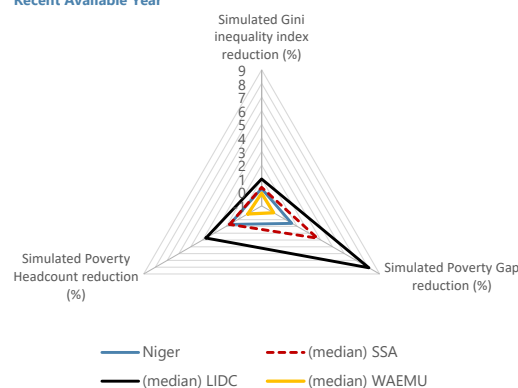 Recent Available Year
Simulated Gini
inequality index
reduction (%)
9
8
7
6
5
4
3
2
1
0
Simulated Poverty
Headcount reduction
(%)
Simulated Poverty Gap
reduction (%)
Niger
(median) SSA
(median) LIDC
(median) WAEMU